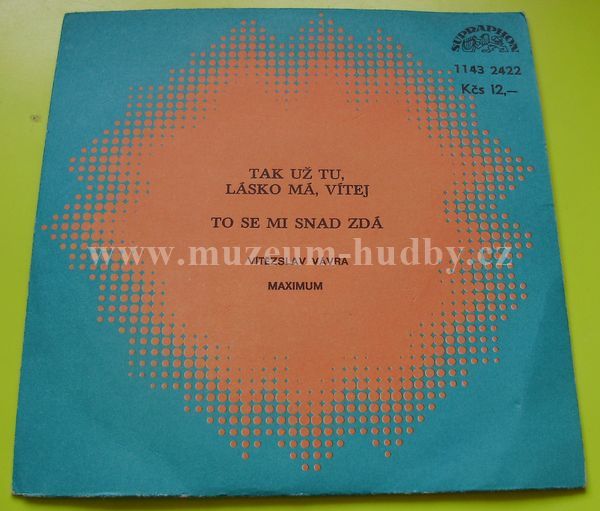 SUPRAPHON
1143 2422
Kčs 12,–
TAK UŽ TU,
LÁSKO MÁ, VÍTEJ
TO SE MI SNAD ZDÁ
www.muzeum-hudby.cz
VÍTĚZSLAV VÁVRA
MAXIMUM